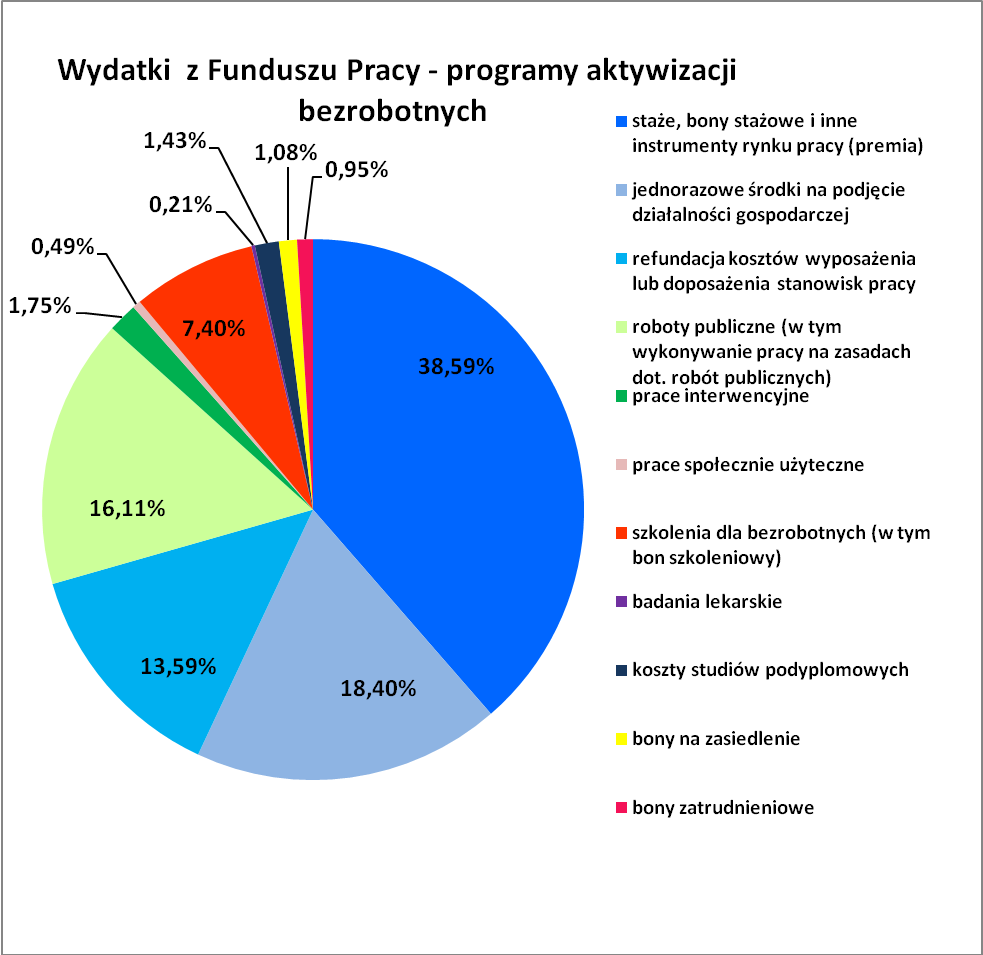 Wydatki z Funduszu Pracy - programy aktywizacji
bezrobotnych
staże, bony stażowe i inne
instrumenty rynku pracy (premia)
jednorazowe środki na podjęcie
działalności gospodarczej
refundacja kosztów wyposażenia
lub doposażenia stanowisk pracy
roboty publiczne (w tym
wykonywanie pracy na zasadach
dot. robót publicznych)
prace interwencyjne
prace społecznie użyteczne
szkolenia dla bezrobotnych (w tym
bon szkoleniowy)
badania lekarskie
koszty studiów podyplomowych
bony na zasiedlenie
bony zatrudnieniowe
38,59%
18,40%
13,59%
16,11%
1,75%
0,49%
7,40%
0,21%
1,43%
1,08%
0,95%